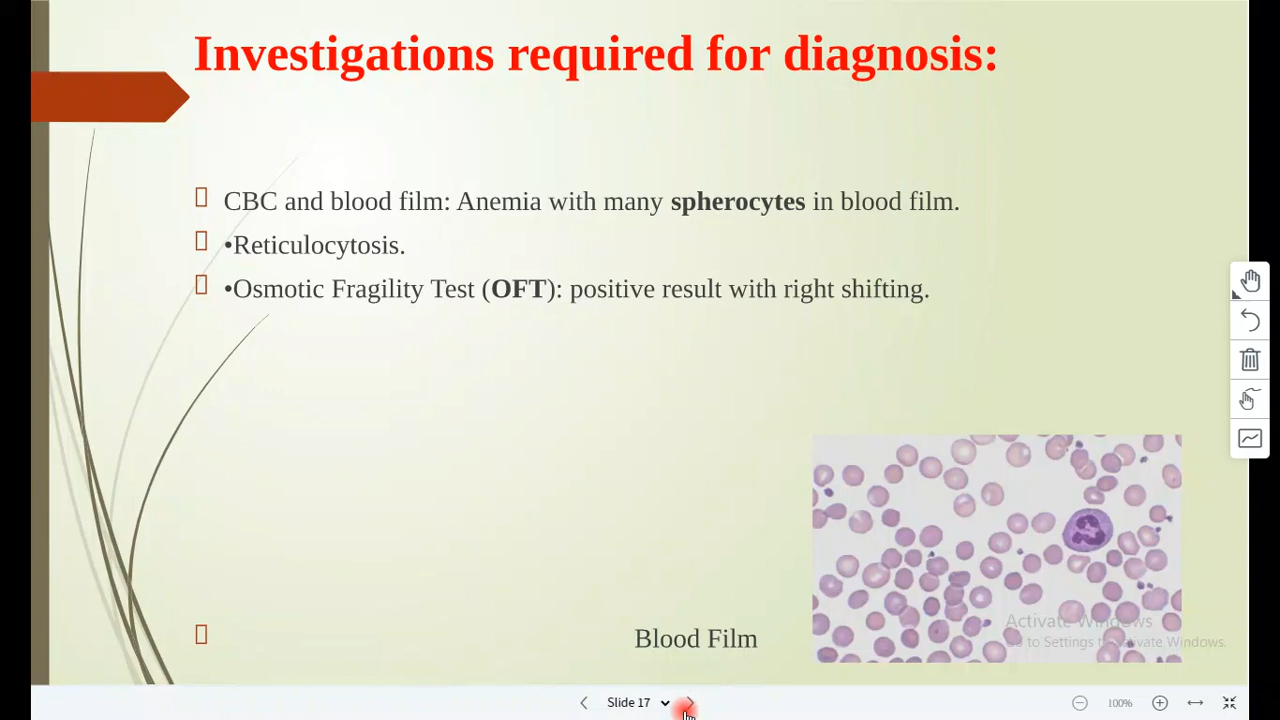 Investigations required for diagnosis:
CBC and blood film: Anemia with many spherocytes in blood film.
•Reticulocytosis.
•Osmotic Fragility Test (OFT): positive result with right shifting.
Blood Film
Activate Windows
Go to Settings to activate Windows.
Slide 17
100%